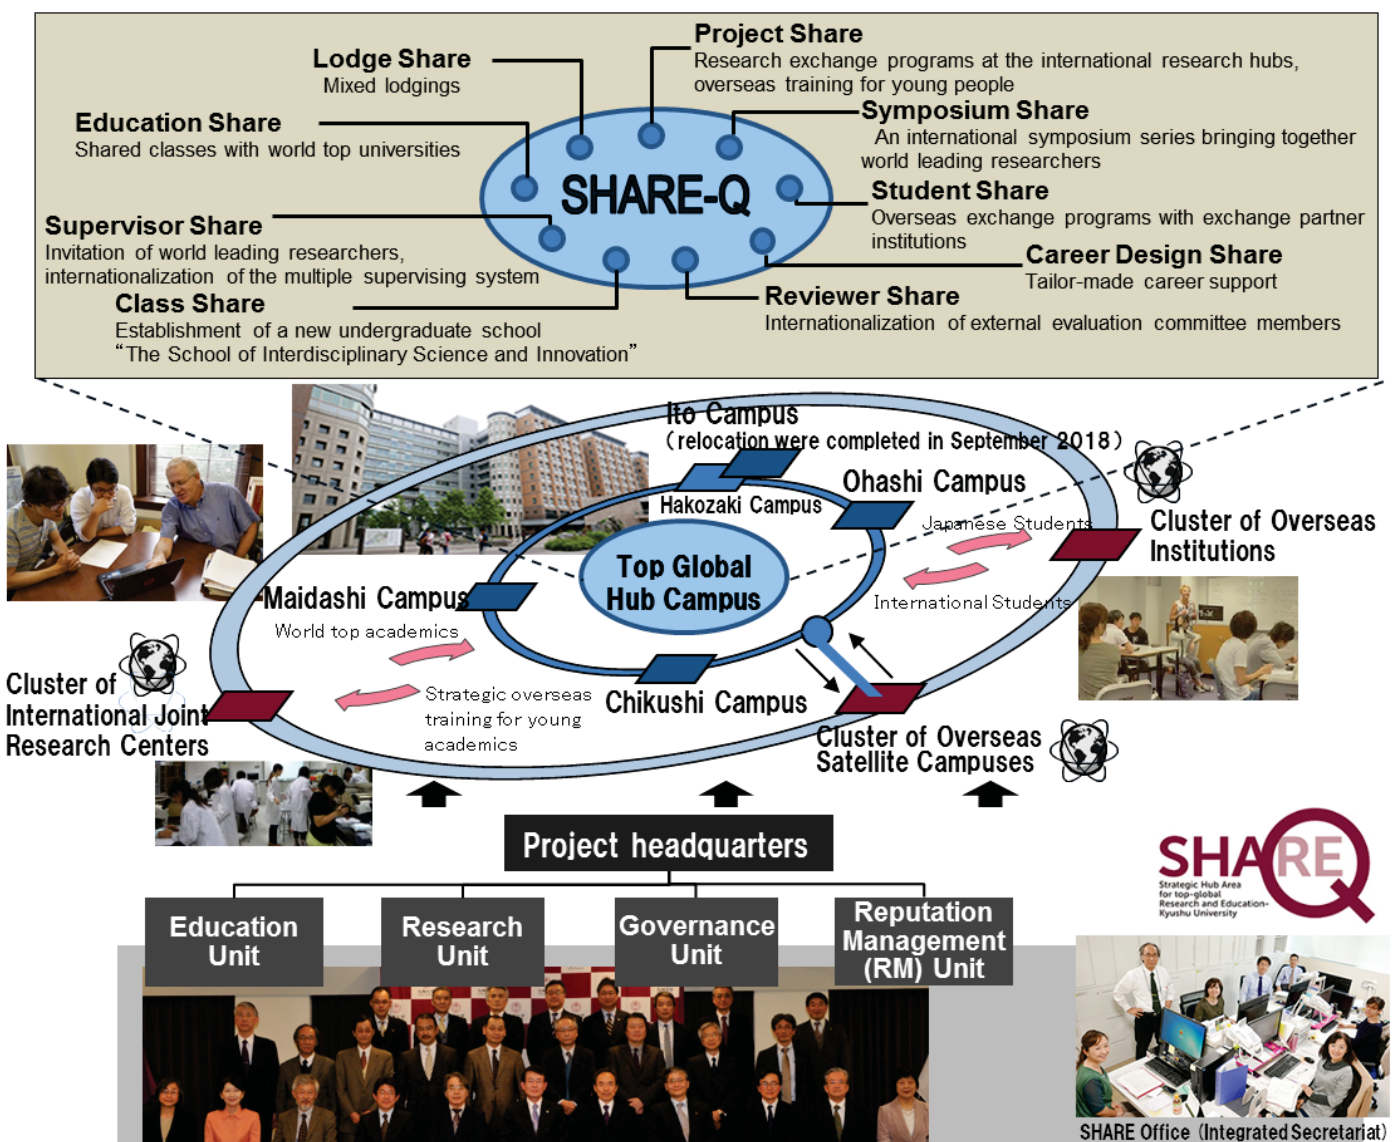 Project Share
Research exchange programs at the international research hubs,
overseas training for young people
Lodge Share
Mixed lodgings
Symposium Share
An international symposium series bringing together
world leading researchers
Education Share
Shared classes with world top universities
SHARE-Q
Student Share
Overseas exchange programs with exchange partner
institutions
Supervisor Share
Invitation of world leading researchers,
internationalization of the multiple supervising system
Career Design Share
Tailor-made career support
Class Share
Establishment of a new undergraduate school
“The School of Interdisciplinary Science and Innovation”
Reviewer Share
Internationalization of external evaluation committee members
Ito Campus
（relocation were completed in September 2018）
Hakozaki Campus
Ohashi Campus
Japanese Students
Cluster of Overseas
Institutions
Top Global
Hub Campus
International Students
Maidashi Campus
World top academics
Cluster of
International Joint
Research Centers
Strategic overseas
training for young
academics
Chikushi Campus
Cluster of Overseas
Satellite Campuses
Project headquarters
Education
Unit
Research
Unit
Governance
Unit
Reputation
Management
(RM) Unit
SHARE Q
Strategic Hub Area
for top-global
Research and Education-
Kyushu University
SHARE Office (Integrated Secretariat)